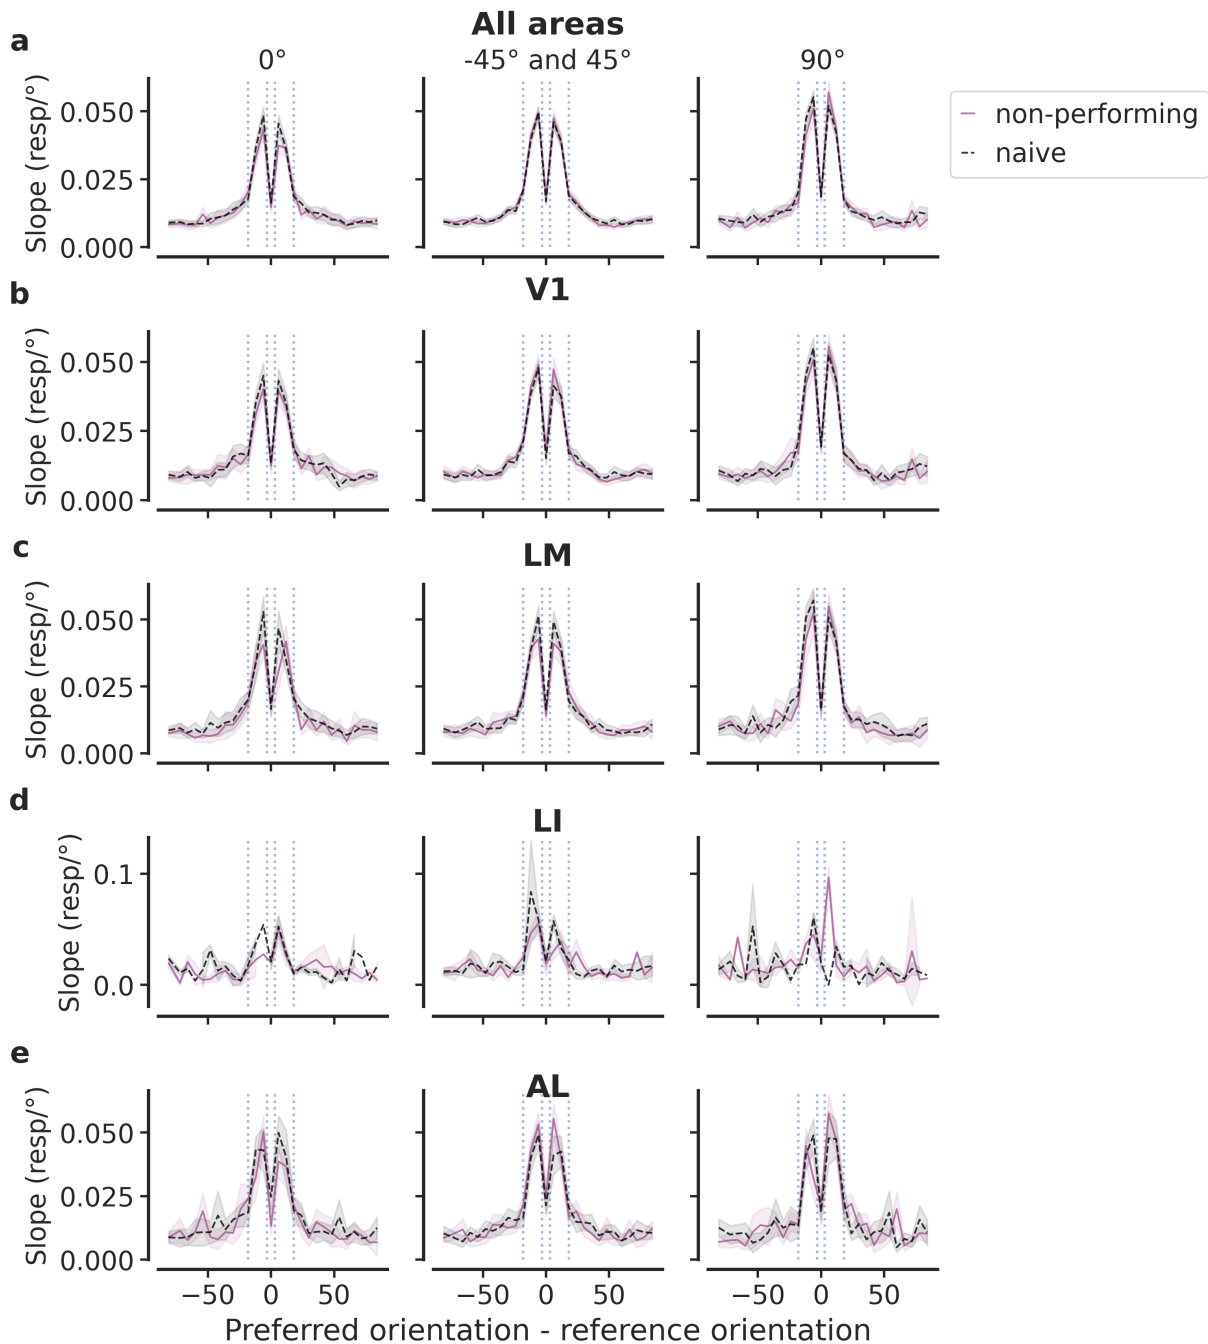 a
All areas
0°
-45° and 45°
90°
Slope (resp/°)
0.050
0.025
0.000
non-performing
naive
b
V1
Slope (resp/°)
0.050
0.025
0.000
c
LM
Slope (resp/°)
0.050
0.025
0.000
d
LI
Slope (resp/°)
0.1
0.0
e
AL
Slope (resp/°)
0.050
0.025
0.000
−50 0 50
−50 0 50
−50 0 50
Preferred orientation - reference orientation